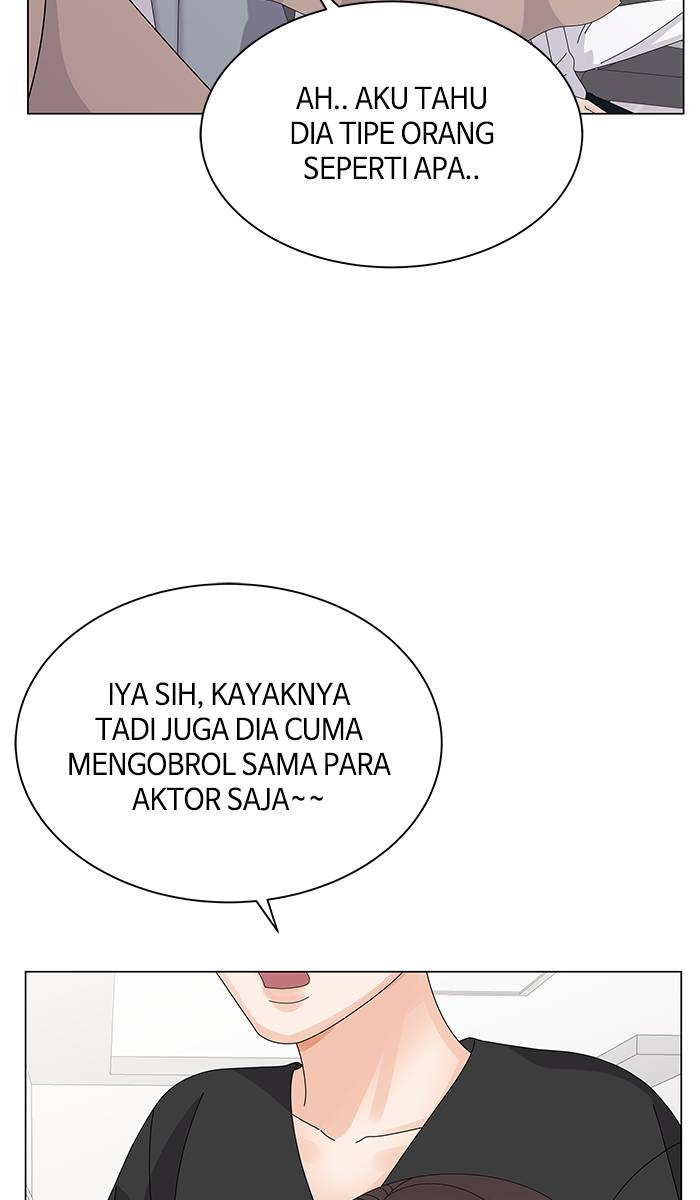 AH.. AKU TAHU
DIA TIPE ORANG
SEPERTI APA..
IYA SIH, KAYAKNYA
TADI JUGA DIA CUMA
MENGOBROL SAMA PARA
AKTOR SAJA~~